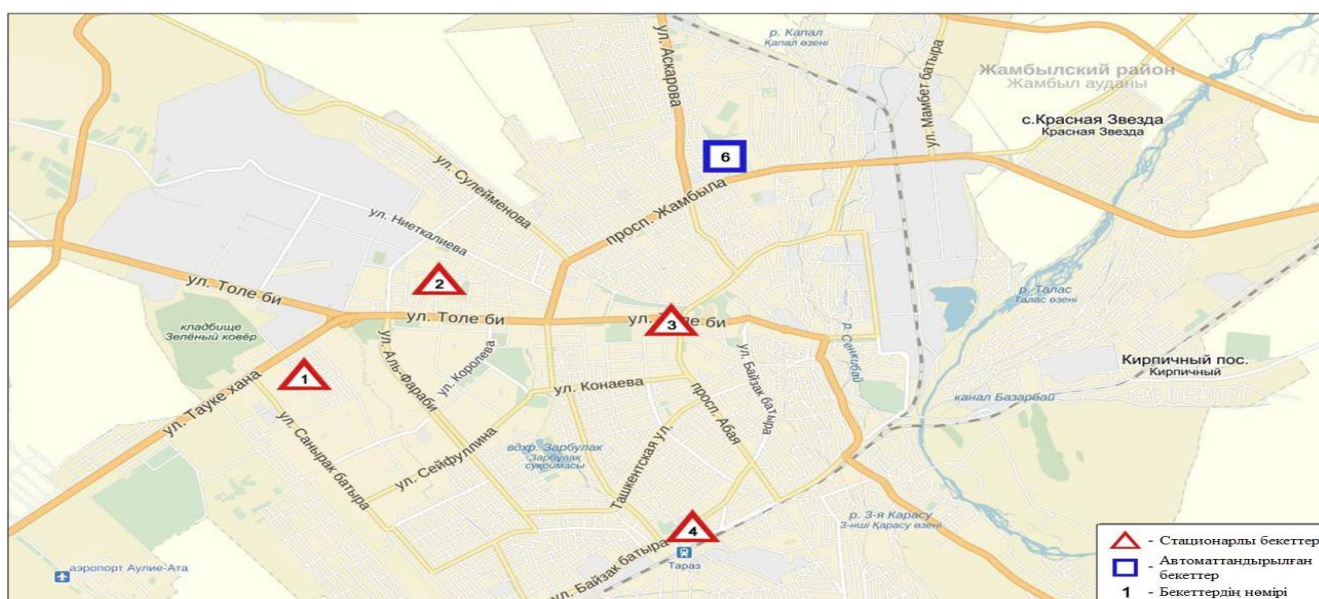 р. Капал
Қапал өзені
ул. Аскарова
ул. Мамбет батыра
Жамбылский район
Жамбыл ауданы
с.Красная Звезда
Красная Звезда
6
просп. Жамбыла
ул. Сулейменова
ул. Ниеткалиева
2
ул. Толе би
ул. Толе би
3
ул. Толе би
кладбище
Зелёный ковёр
1
ул. Тауке хана
ул. Аль-Фараби
ул. Королева
ул. Конаева
ул. Байзак батыра
р. Сенкибай
р. Талас
Талас өзені
Кирпичный пос.
Кирпичный
канал Базарбай
просп. Абая
ул. Санырак батыра
ул. Сейфуллина
вдхр. Зарбулак
Зарбұлақ
суқоймасы
Ташкентская ул.
4
Тараз
ул. Байзак батыра
р. 3-я Карасу
3-нші Қарасу өзені
аэропорт Аулие-Ата
- Стационарлы бекеттер
- Автоматтандырылған
бекеттер
1 - Бекеттердің нөмірі